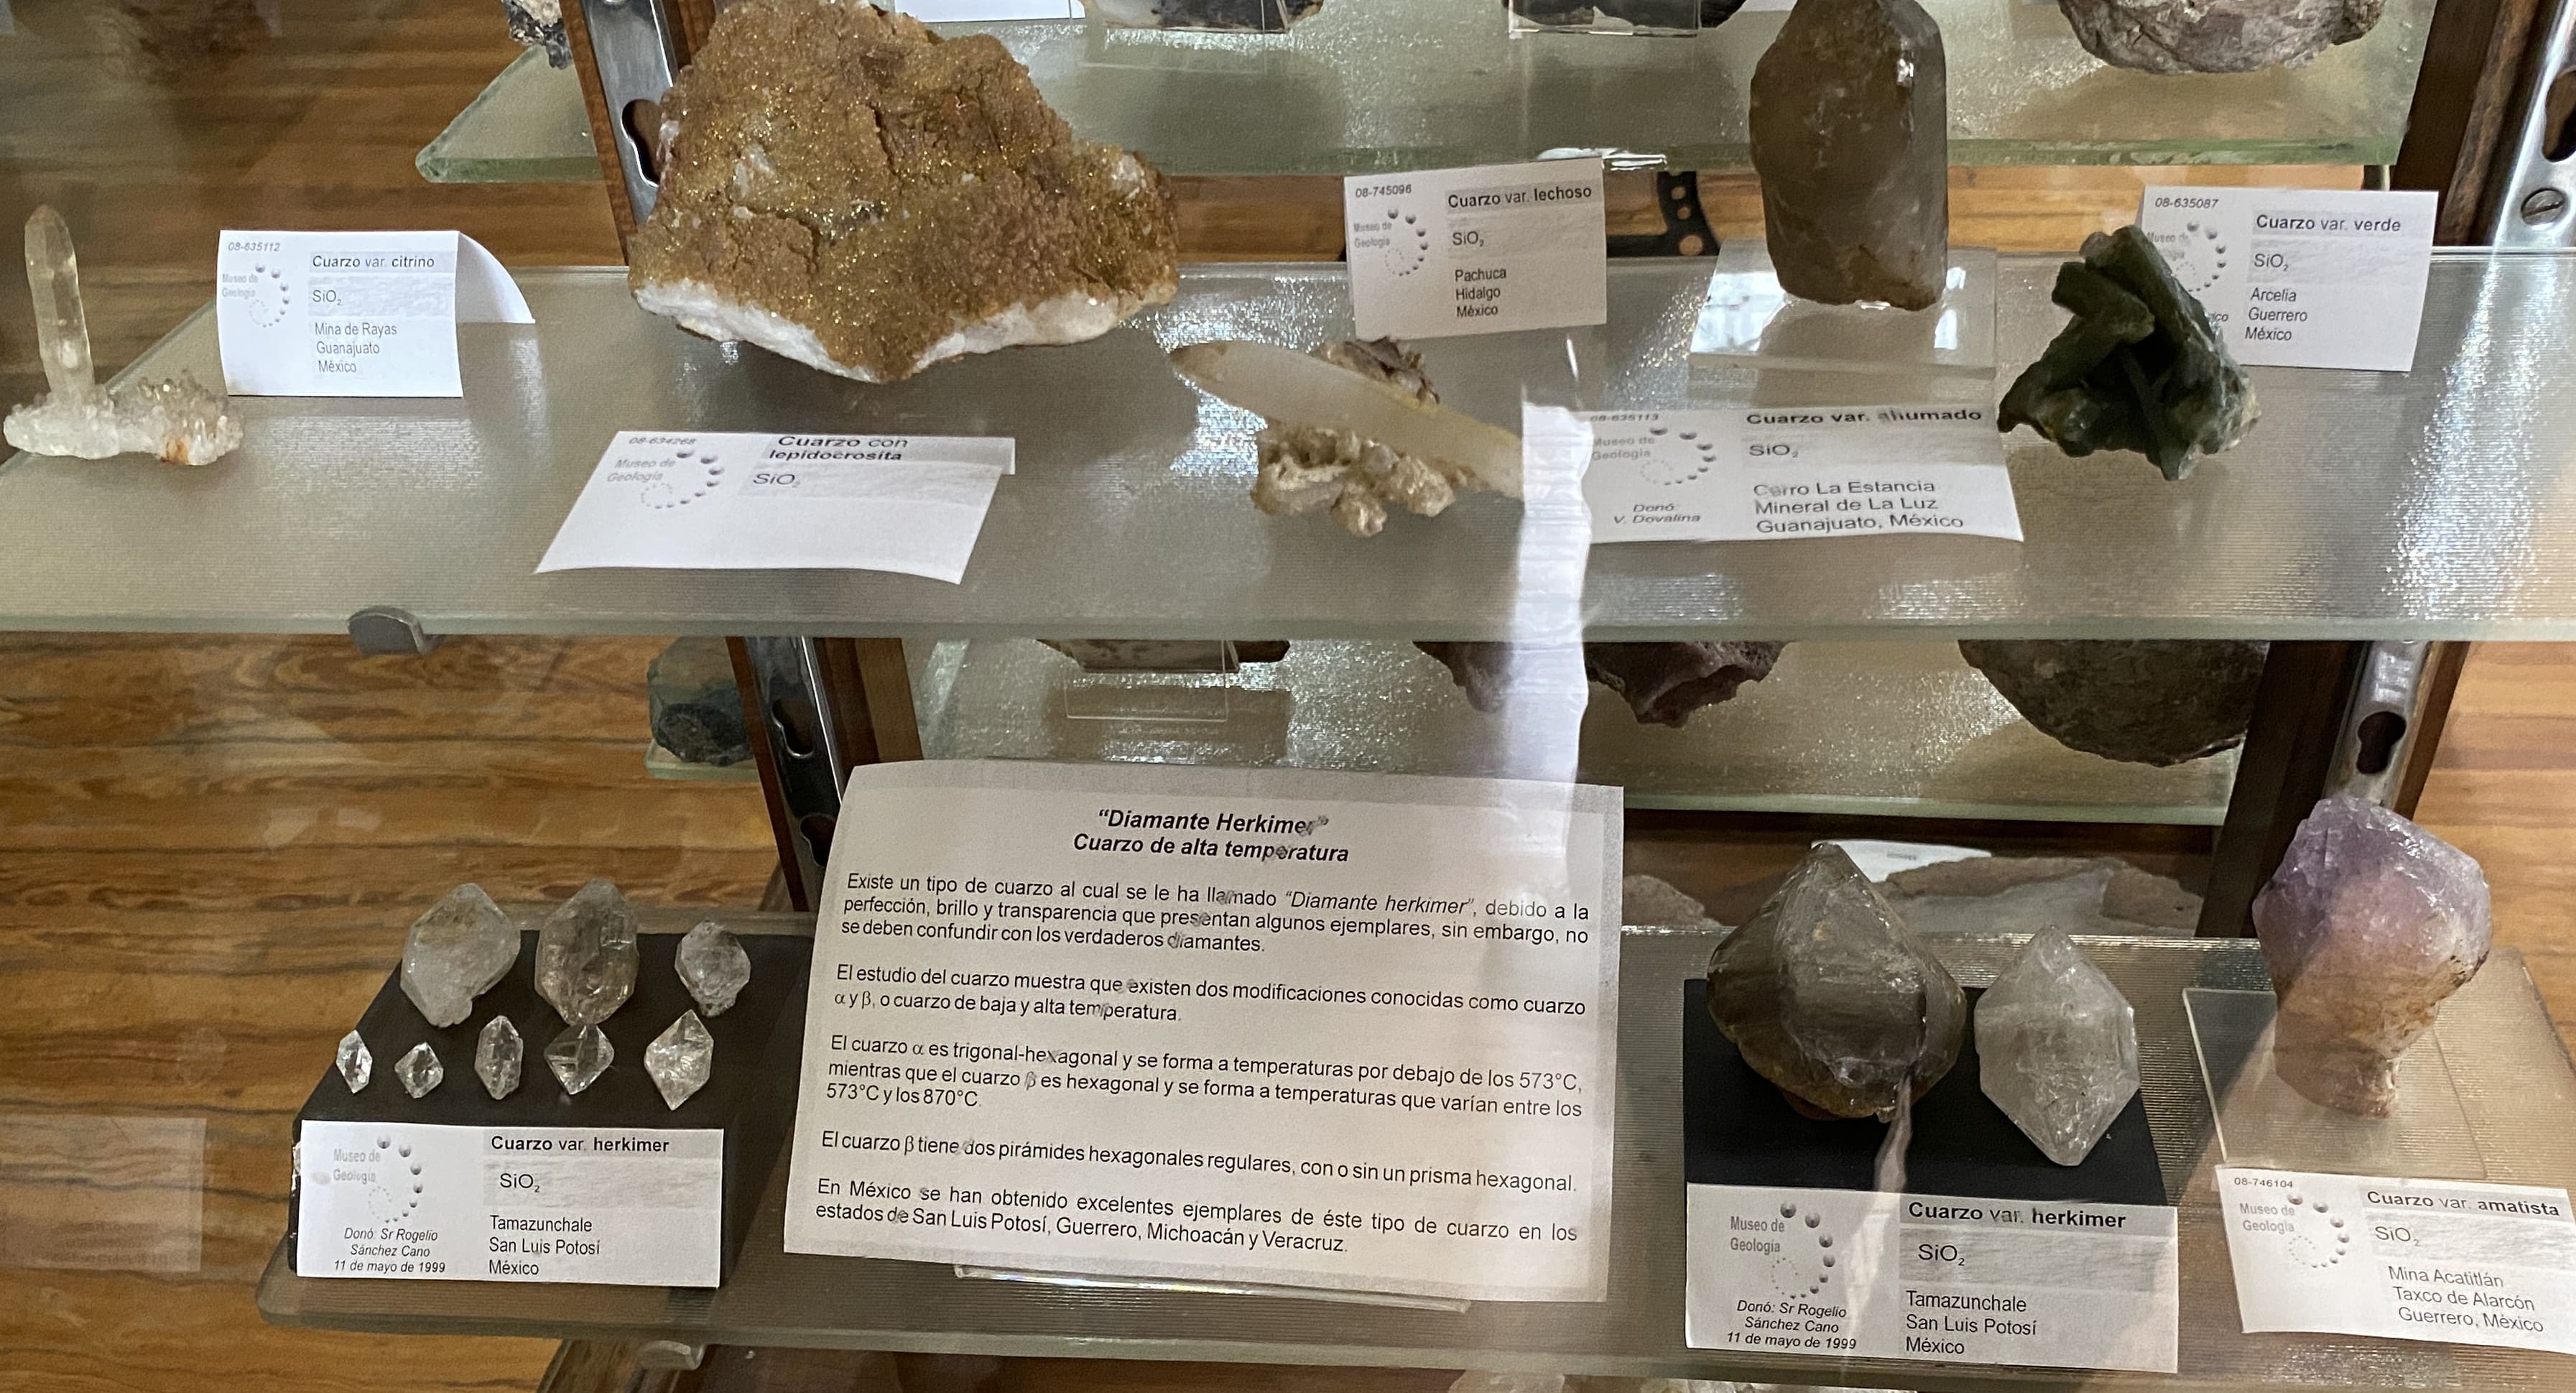 08-635112
Museo de
Geología
Cuarzo var. citrino
SiO₂
Mina de Rayas
Guanajuato
México
08-634268
Museo de
Geología
Cuarzo con
lepidocrosita
SiO₂
08-745096
Museo de
Geología
Cuarzo var. lechoso
SiO₂
Pachuca
Hidalgo
México
08-635113
Museo de
Geología
Donó
V. Dovalina
Cuarzo var. ahumado
SiO₂
Cerro La Estancia
Mineral de La Luz
Guanajuato, México
08-635087
Museo de
Cuarzo var. verde
SiO₂
Arcelia
Guerrero
México
"Diamante Herkimer"
Cuarzo de alta temperatura
Existe un tipo de cuarzo al cual se le ha llamado "Diamante herkimer", debido a la
perfección, brillo y transparencia que presentan algunos ejemplares, sin embargo, no
se deben confundir con los verdaderos diamantes.
El estudio del cuarzo muestra que existen dos modificaciones conocidas como cuarzo
α y β, o cuarzo de baja y alta temperatura.
El cuarzo α es trigonal-hexagonal y se forma a temperaturas por debajo de los 573°C,
mientras que el cuarzo β es hexagonal y se forma a temperaturas que varían entre los
573°C y los 870°C.
El cuarzo β tiene dos pirámides hexagonales regulares, con o sin un prisma hexagonal.
En México se han obtenido excelentes ejemplares de éste tipo de cuarzo en los
estados de San Luis Potosí, Guerrero, Michoacán y Veracruz.
Museo de
Geología
Donó: Sr Rogelio
Sánchez Cano
11 de mayo de 1999
Cuarzo var. herkimer
SiO₂
Tamazunchale
San Luis Potosí
México
Museo de
Geología
Donó: Sr Rogelio
Sánchez Cano
11 de mayo de 1999
Cuarzo var. herkimer
SiO₂
Tamazunchale
San Luis Potosí
México
08-746104
Museo de
Geología
Cuarzo var. amatista
SiO₂
Mina Acatitlán
Taxco de Alarcón
Guerrero, México